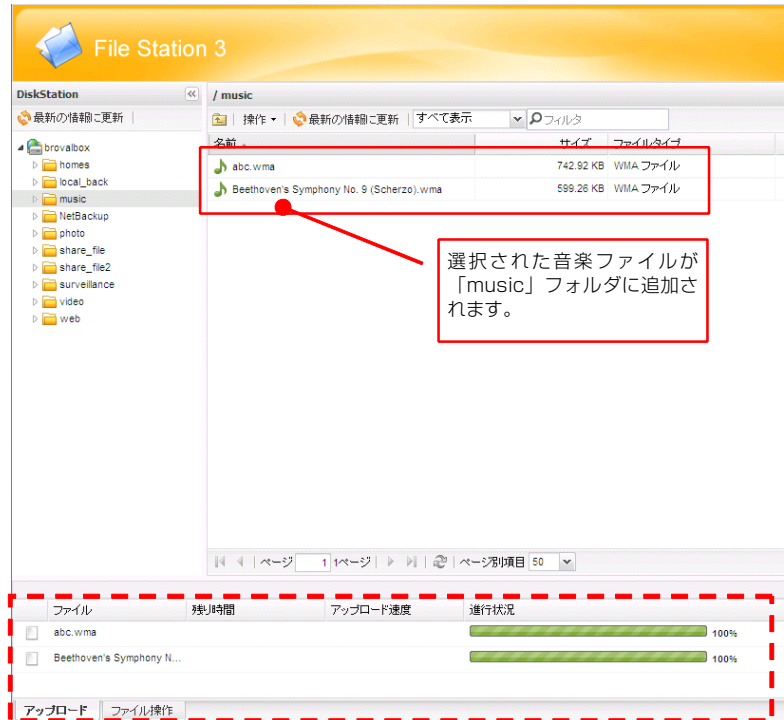 File Station 3
DiskStation
/ music
最新の情報に更新
操作
最新の情報に更新
すべて表示
フィルタ
brovalbox
homes
local_back
music
NetBackup
photo
share_file
share_file2
surveillance
video
web
名前 サイズ ファイルタイプ
abc.wma 742.92 KB WMA ファイル
Beethoven's Symphony No. 9 (Scherzo).wma 599.26 KB WMA ファイル
選択された音楽ファイルが
「music」フォルダに追加さ
れます。
ページ 1 1ページ ページ別項目 50
ファイル 残り時間 アップロード速度 進行状況
abc.wma 100%
Beethoven's Symphony N... 100%
アップロード ファイル操作